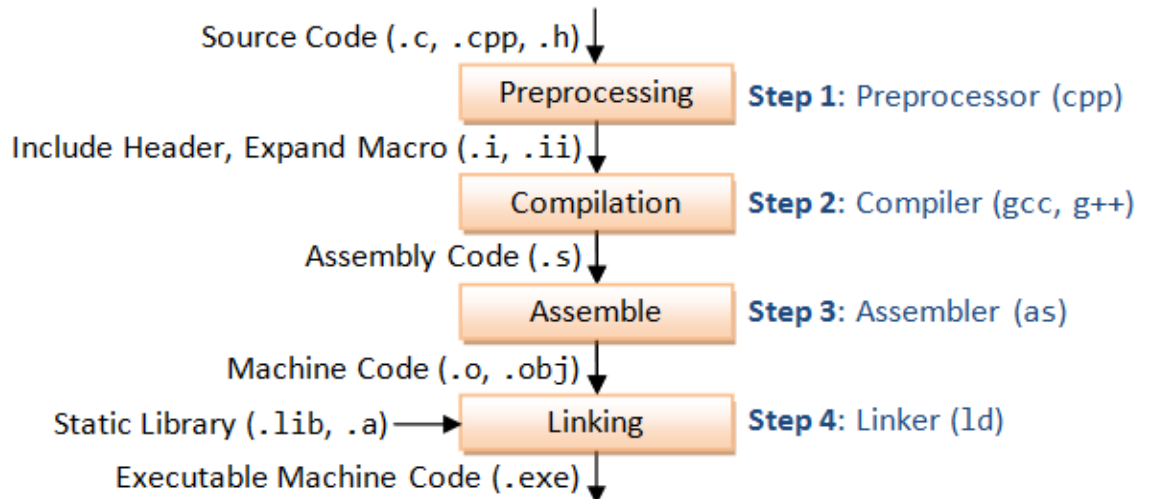 Source Code (.c, .cpp, .h)
Preprocessing
Step 1: Preprocessor (cpp)
Include Header, Expand Macro (.i, .ii)
Compilation
Step 2: Compiler (gcc, g++)
Assembly Code (.s)
Assemble
Step 3: Assembler (as)
Machine Code (.o, .obj)
Static Library (.lib, .a)
Linking
Step 4: Linker (ld)
Executable Machine Code (.exe)